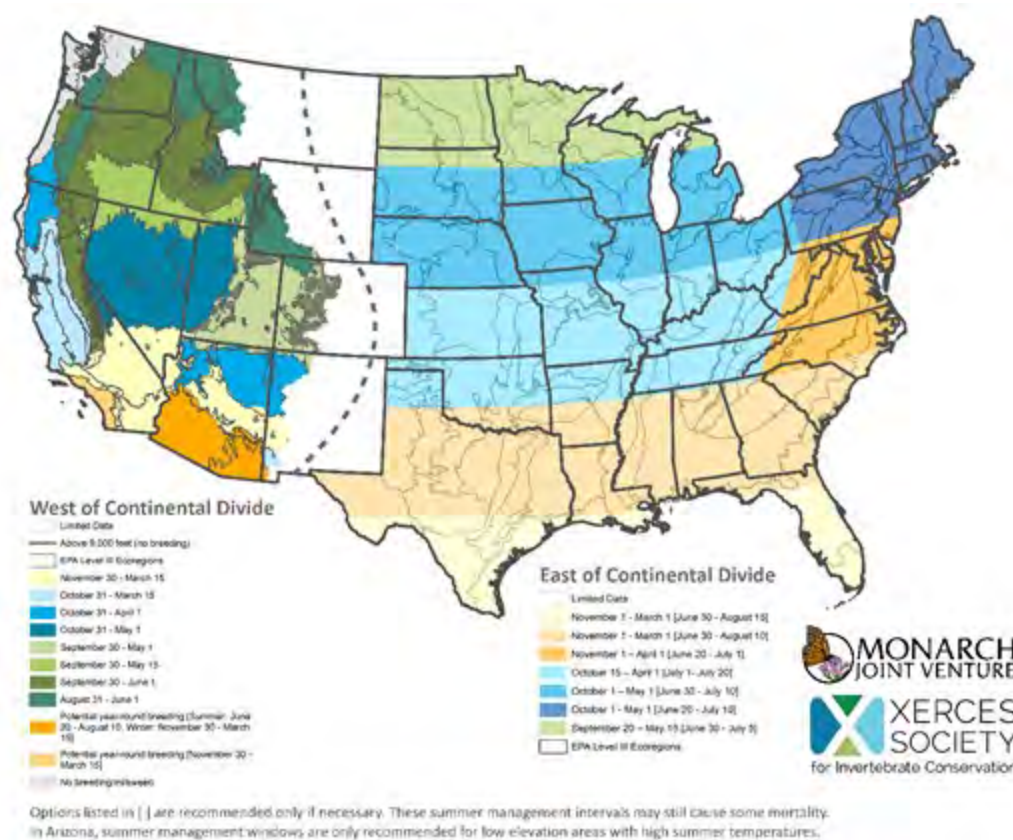 West of Continental Divide
Limited Data
Above 9,000 feet (no breeding)
EPA Level III Ecoregions
November 30 - March 15
October 31 - March 15
October 31 - April 1
October 31 - May 1
September 30 - May 1
September 30 - May 15
September 30 - June 1
August 31 - June 1
Potential year-round breeding [Summer: June
20 - August 10, Winter: November 30 - March
15]
Potential year-round breeding [November 30 -
March 15]
No breeding/milkweed
East of Continental Divide
Limited Data
November 7 - March 1 [June 30 - August 15]
November 7 - March 1 [June 30 - August 10]
November 1 – April 1 [June 20 - July 1]
October 15 – April 1 [July 1- July 20]
October 1 – May 1 [June 30 - July 10]
October 1 - May 1 [June 20 - July 10]
September 20 – May 15 [June 30 - July 5]
EPA Level III Ecoregions
MONARCH
JOINT VENTURE
XERCES
SOCIETY
for Invertebrate Conservation
Options listed in [ ] are recommended only if necessary. These summer management intervals may still cause some mortality.
In Arizona, summer management windows are only recommended for low elevation areas with high summer temperatures.